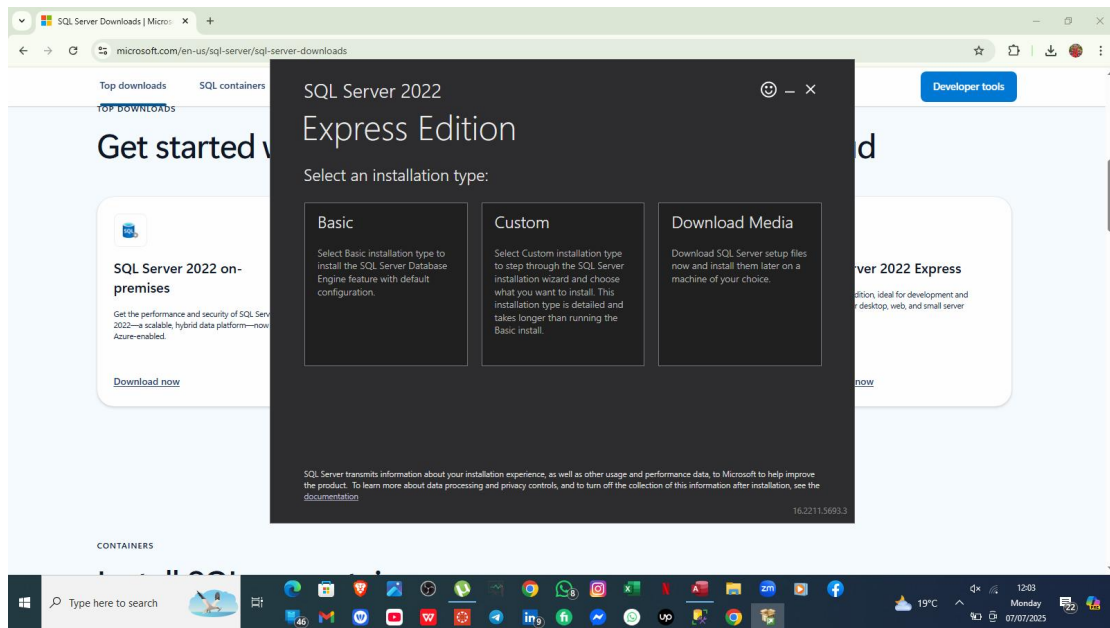 SQL Server Downloads | Micros
microsoft.com/en-us/sql-server/sql-server-downloads
Top downloads
SQL containers
Developer tools
TOP DOWNLOADS
Get started
SQL Server 2022 on-
premises
Get the performance and security of SQL Serv
2022—a scalable, hybrid data platform—now
Azure-enabled.
Download now
SQL Server 2022
Express Edition
Select an installation type:
Basic
Select Basic installation type to
install the SQL Server Database
Engine feature with default
configuration.
Custom
Select Custom installation type
to step through the SQL Server
installation wizard and choose
what you want to install. This
installation type is detailed and
takes longer than running the
Basic install.
Download Media
Download SQL Server setup files
now and install them later on a
machine of your choice.
SQL Server transmits information about your installation experience, as well as other usage and performance data, to Microsoft to help improve
the product. To learn more about data processing and privacy controls, and to turn off the collection of this information after installation, see the
documentation
16.2211.5693.3
ver 2022 Express
dition, ideal for development and
r desktop, web, and small server
now
CONTAINERS
Type here to search
46
9
8
zm
up
19°C
12:03
Monday
07/07/2025
22